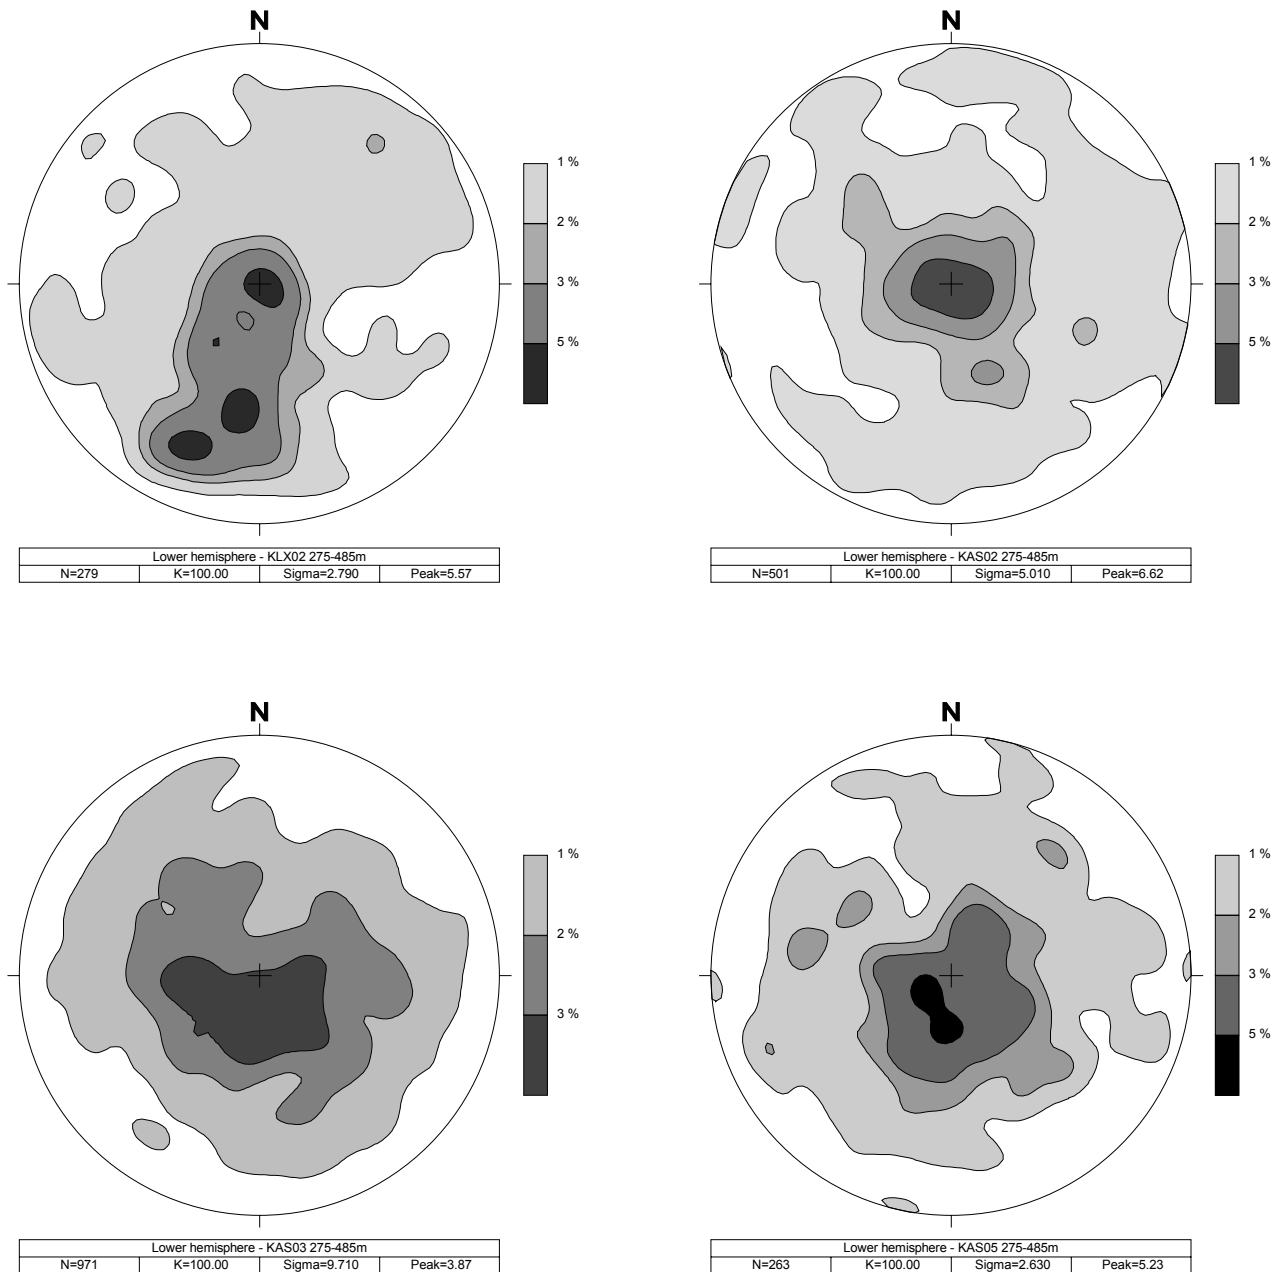 N
1 %
2 %
3 %
5 %
Lower hemisphere - KLX02 275-485m
N=279 K=100.00 Sigma=2.790 Peak=5.57
N
1 %
2 %
3 %
5 %
Lower hemisphere - KAS02 275-485m
N=501 K=100.00 Sigma=5.010 Peak=6.62
N
1 %
2 %
3 %
Lower hemisphere - KAS03 275-485m
N=971 K=100.00 Sigma=9.710 Peak=3.87
N
1 %
2 %
3 %
5 %
Lower hemisphere - KAS05 275-485m
N=263 K=100.00 Sigma=2.630 Peak=5.23